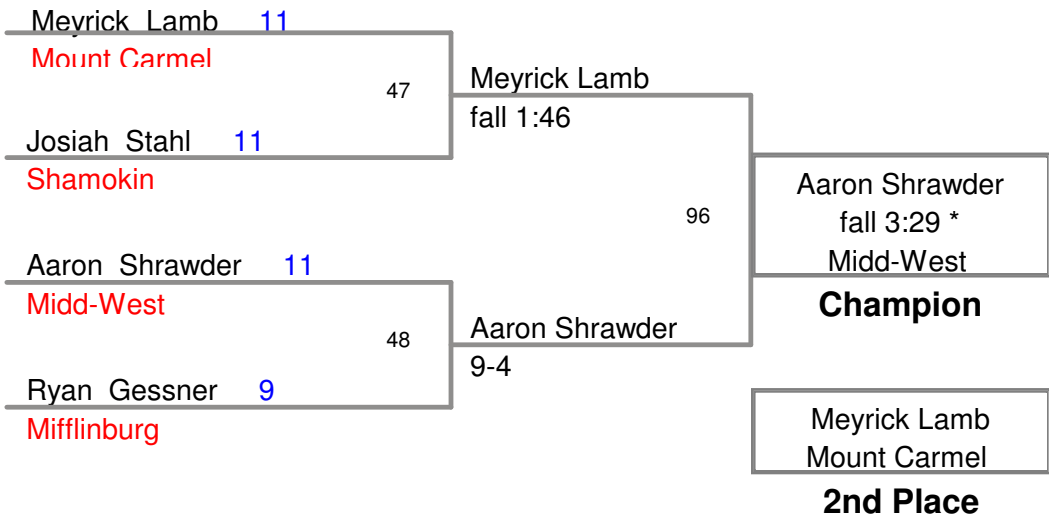 Meyrick Lamb 11
Mount Carmel
47
Meyrick Lamb
fall 1:46
Josiah Stahl 11
Shamokin
Aaron Shrawder
fall 3:29 *
Midd-West
Champion
96
Aaron Shrawder 11
Midd-West
48
Aaron Shrawder
9-4
Ryan Gessner 9
Mifflinburg
Meyrick Lamb
Mount Carmel
2nd Place